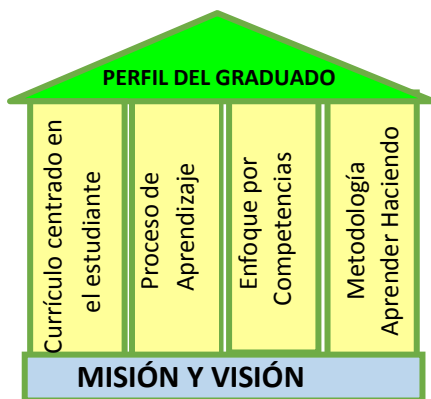 PERFIL DEL GRADUADO
Currículo centrado en
el estudiante
Proceso de
Aprendizaje
Enfoque por
Competencias
Metodología
Aprender Haciendo
MISIÓN Y VISIÓN